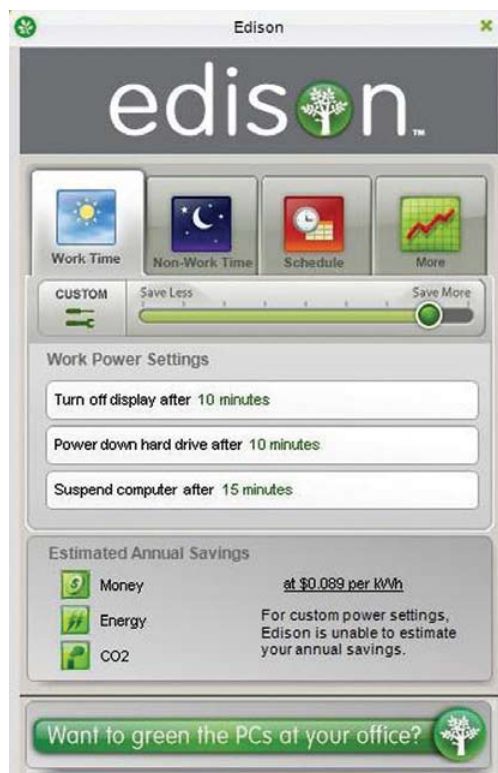 Edison
edison™
Work Time
Non-Work Time
Schedule
More
CUSTOM
Save Less
Save More
Work Power Settings
Turn off display after 10 minutes
Power down hard drive after 10 minutes
Suspend computer after 15 minutes
Estimated Annual Savings
Money
at $0.089 per kWh
Energy
For custom power settings,
Edison is unable to estimate
your annual savings.
CO2
Want to green the PCs at your office?